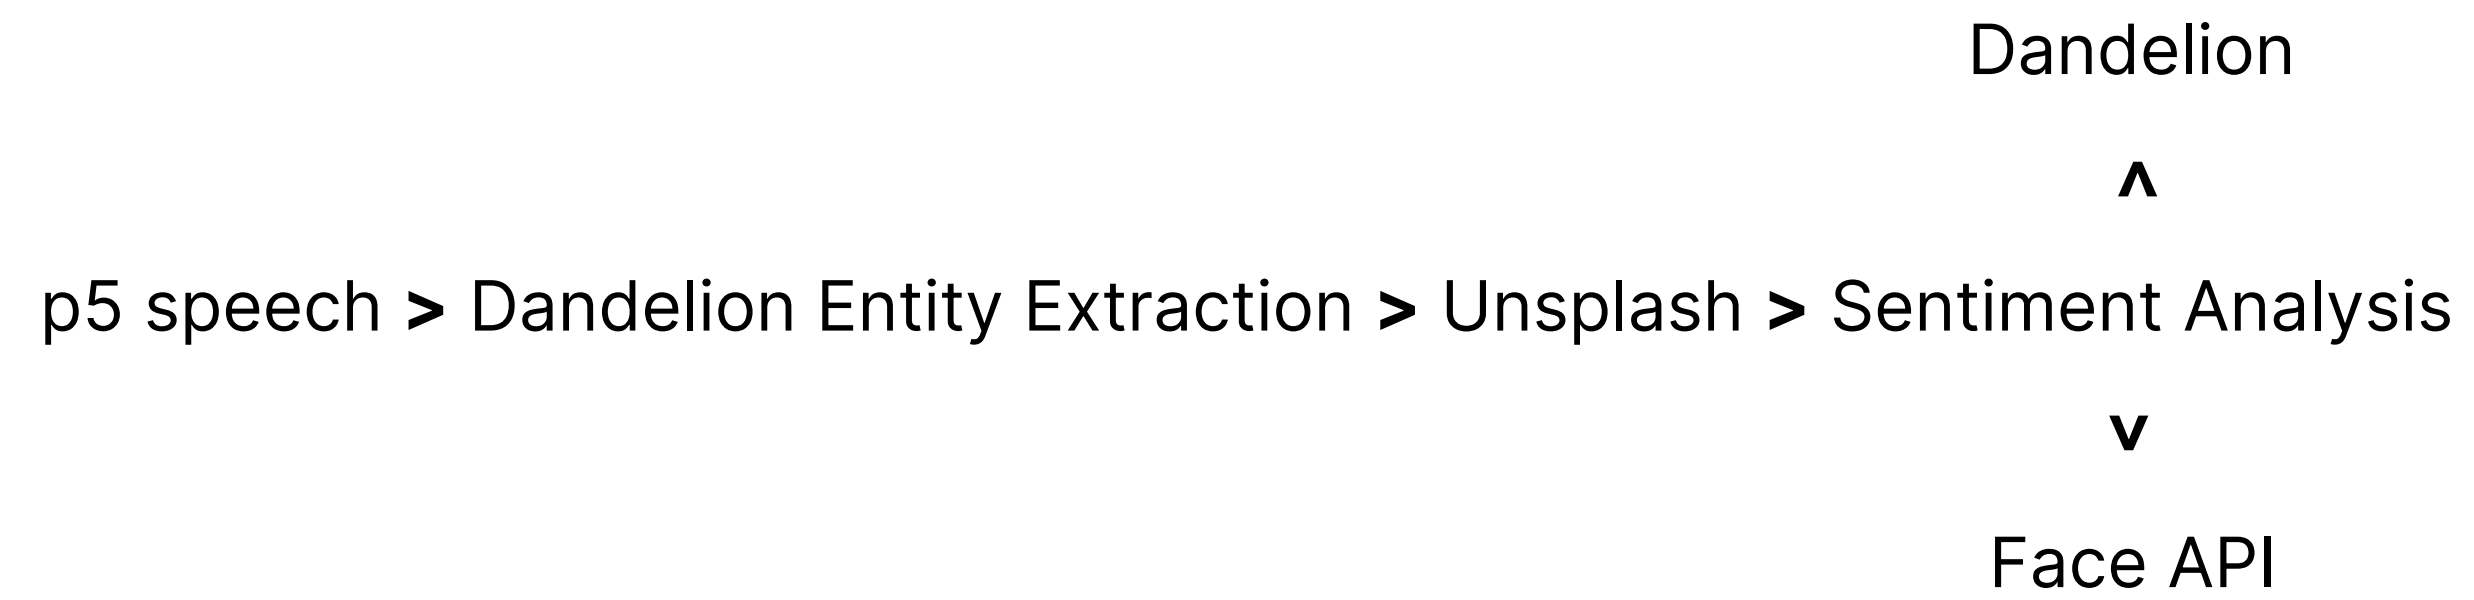 Dandelion
^
p5 speech > Dandelion Entity Extraction > Unsplash > Sentiment Analysis
v
Face API